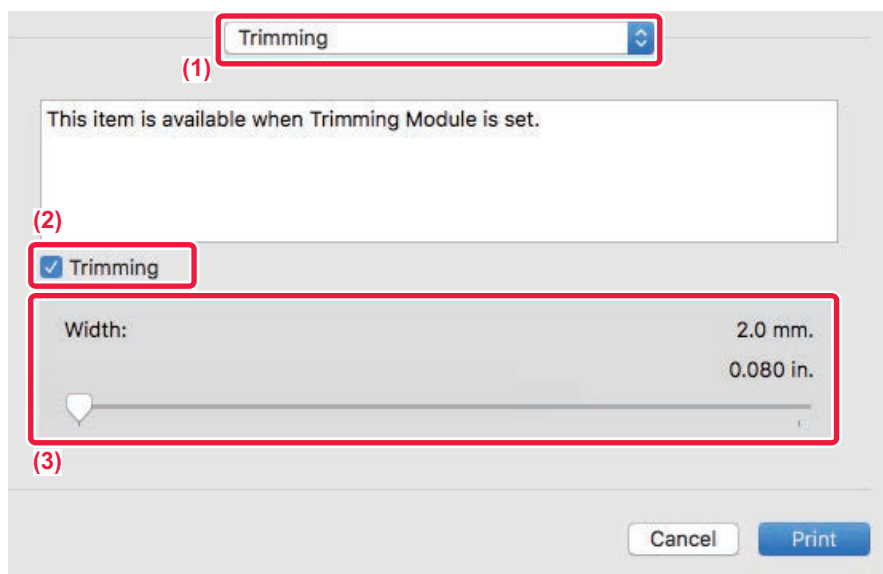 Trimming
(1)
This item is available when Trimming Module is set.
(2)
Trimming
Width:
2.0 mm.
0.080 in.
(3)
Cancel
Print